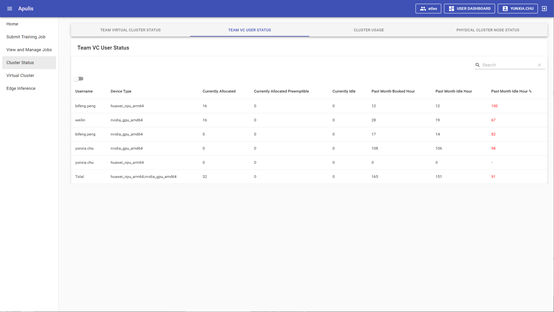 Apulis
atlas
USER DASHBOARD
YUNXIA.CHU
Home
Submit Training Job
View and Manage Jobs
Cluster Status
Virtual Cluster
Edge Inference
TEAM VIRTUAL CLUSTER STATUS
TEAM VC USER STATUS
CLUSTER USAGE
PHYSICAL CLUSTER NODE STATUS
Team VC User Status
Search
Username Device Type Currently Allocated Currently Allocated Preemptible Currently Idle Past Month Booked Hour Past Month Idle Hour Past Month Idle Hour %
bifeng.peng huawei_npu_arm64 16 0 0 12 12 100
weilin nvidia_gpu_amd64 16 0 0 28 19 67
bifeng.peng nvidia_gpu_amd64 0 0 0 17 14 82
yunxia.chu nvidia_gpu_amd64 0 0 0 108 106 98
yunxia.chu huawei_npu_arm64 0 0 0 0 0 -
Total huawei_npu_arm64,nvidia_gpu_amd64 32 0 0 165 151 91